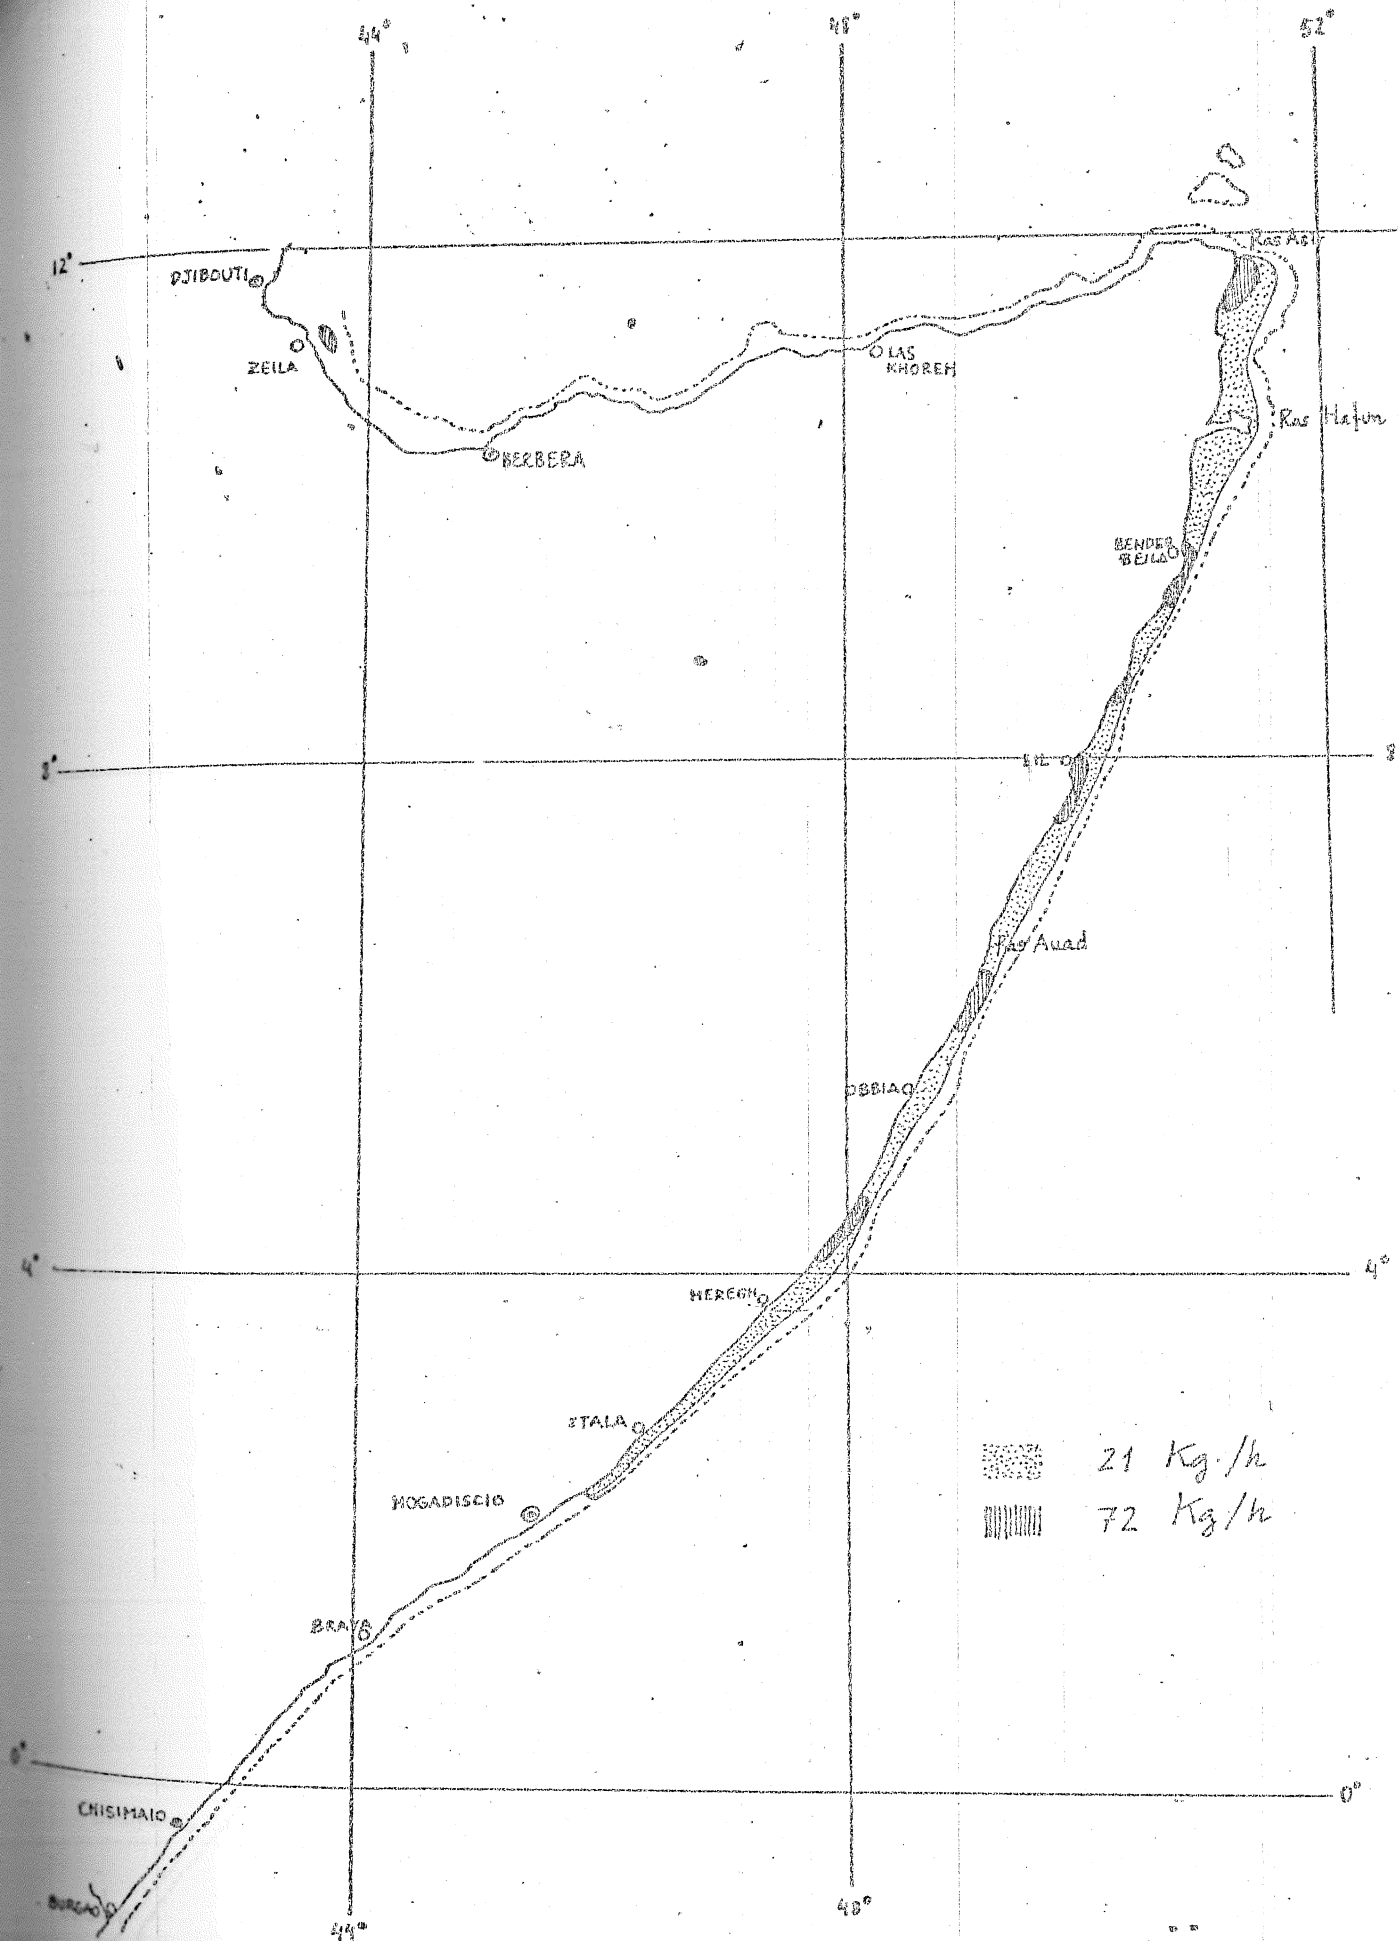 44°
48°
52°
12°
DJIBOUTI
Ras Asir
ZEILA
LAS
KHOREH
Ras Hafun
BERBERA
BENDER
BEILA
8°
8
EIL
Ras Auad
OBBIA
4°
4°
MEREGH
ITALA
21 Kg./h
MOGADISCIO
72 Kg/h
BRAVA
0°
0°
CHISIMAIO
BURGAO
44°
48°